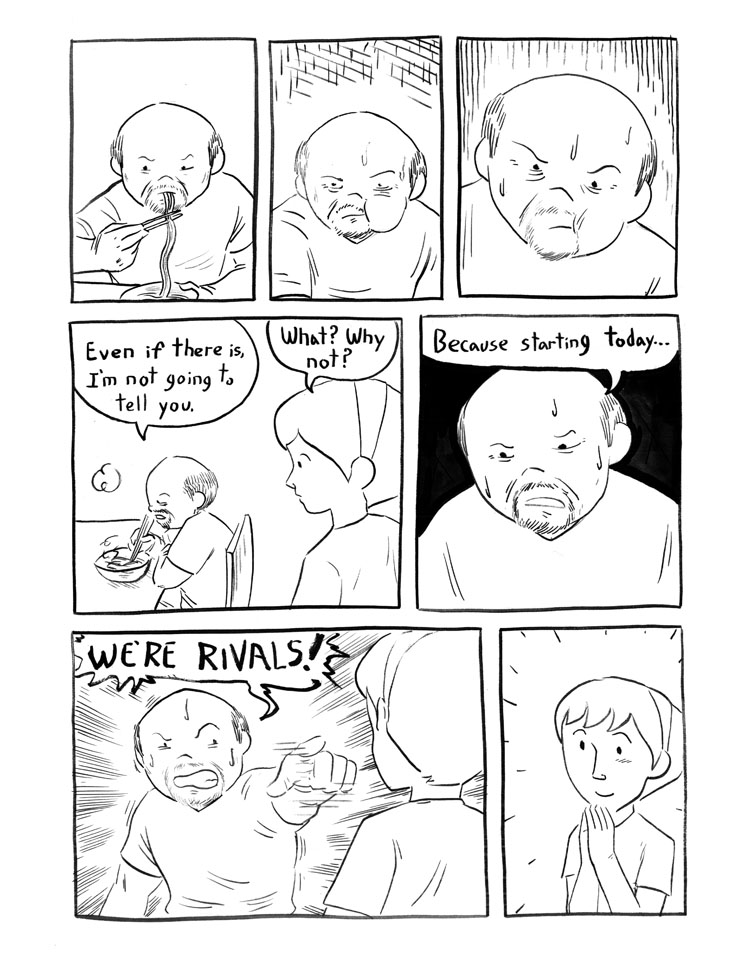 Even if there is,
I'm not going to
tell you.
What? Why
not?
Because starting today...
WE'RE RIVALS!